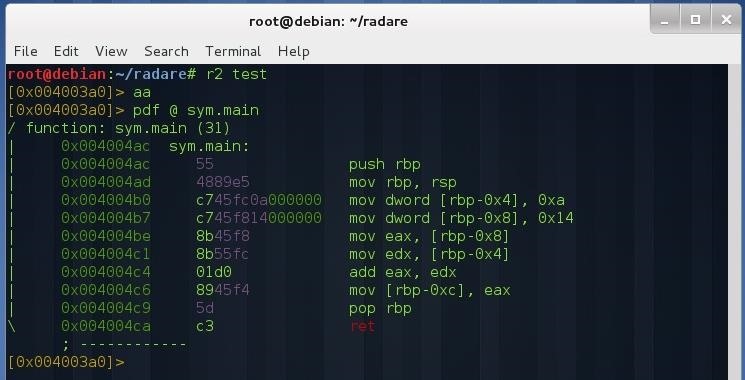 root@debian: ~/radare
File Edit View Search Terminal Help
root@debian:~/radare# r2 test
[0x004003a0]> aa
[0x004003a0]> pdf @ sym.main
/ function: sym.main (31)
| 0x004004ac sym.main:
| 0x004004ac 55 push rbp
| 0x004004ad 4889e5 mov rbp, rsp
| 0x004004b0 c745fc0a000000 mov dword [rbp-0x4], 0xa
| 0x004004b7 c745f814000000 mov dword [rbp-0x8], 0x14
| 0x004004be 8b45f8 mov eax, [rbp-0x8]
| 0x004004c1 8b55fc mov edx, [rbp-0x4]
| 0x004004c4 01d0 add eax, edx
| 0x004004c6 8945f4 mov [rbp-0xc], eax
| 0x004004c9 5d pop rbp
\ 0x004004ca c3 ret
; ------------
[0x004003a0]>